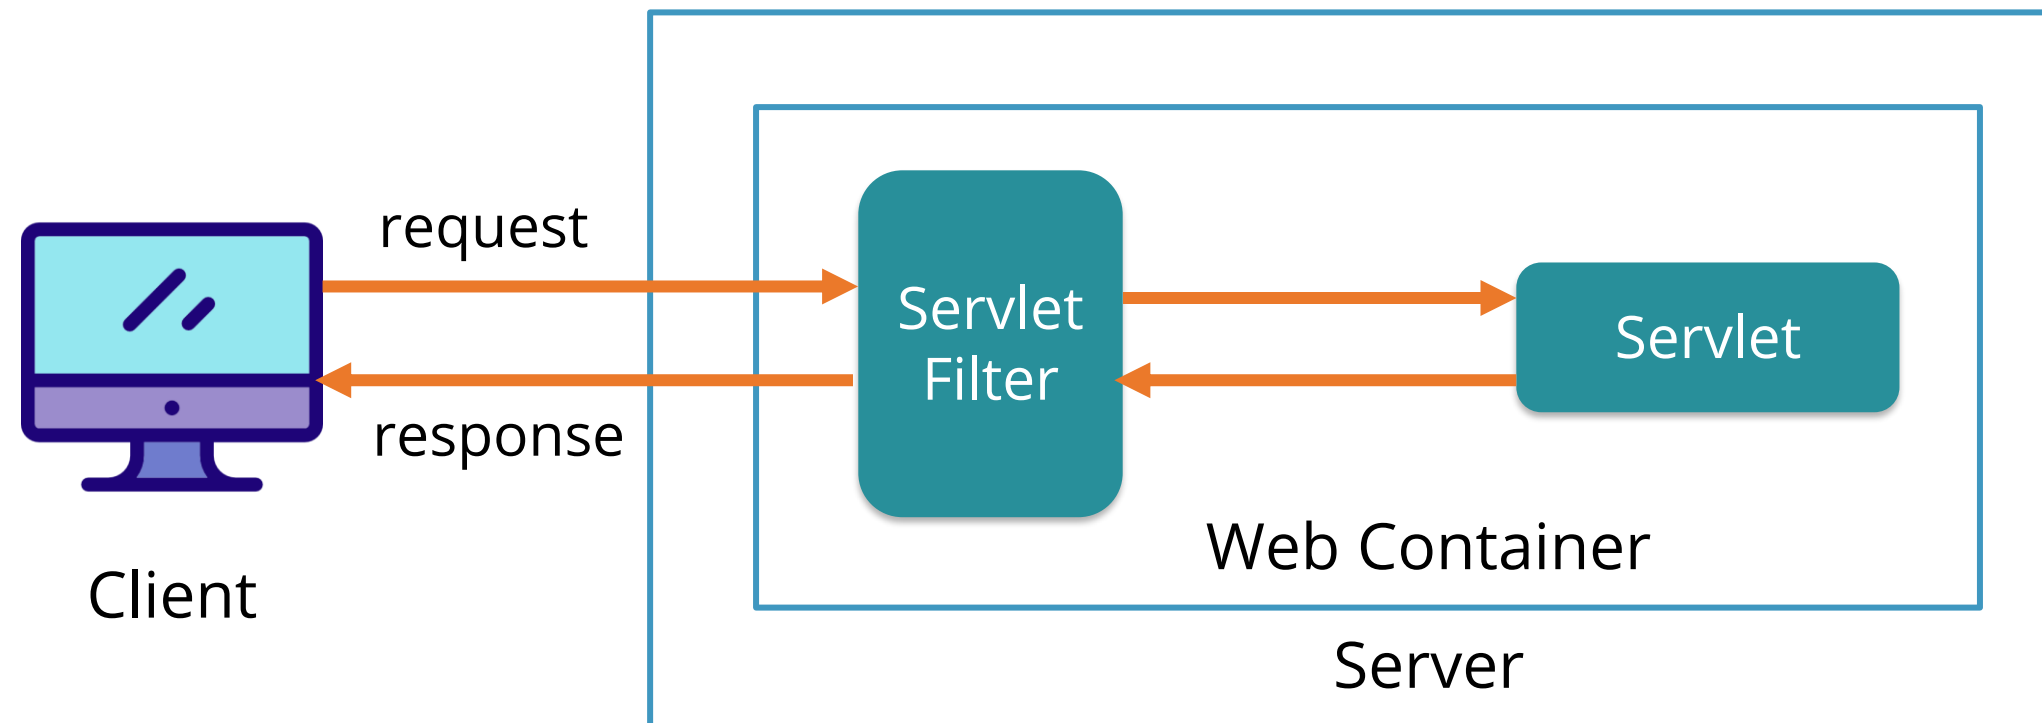 request
Servlet
Filter
Servlet
response
Web Container
Client
Server